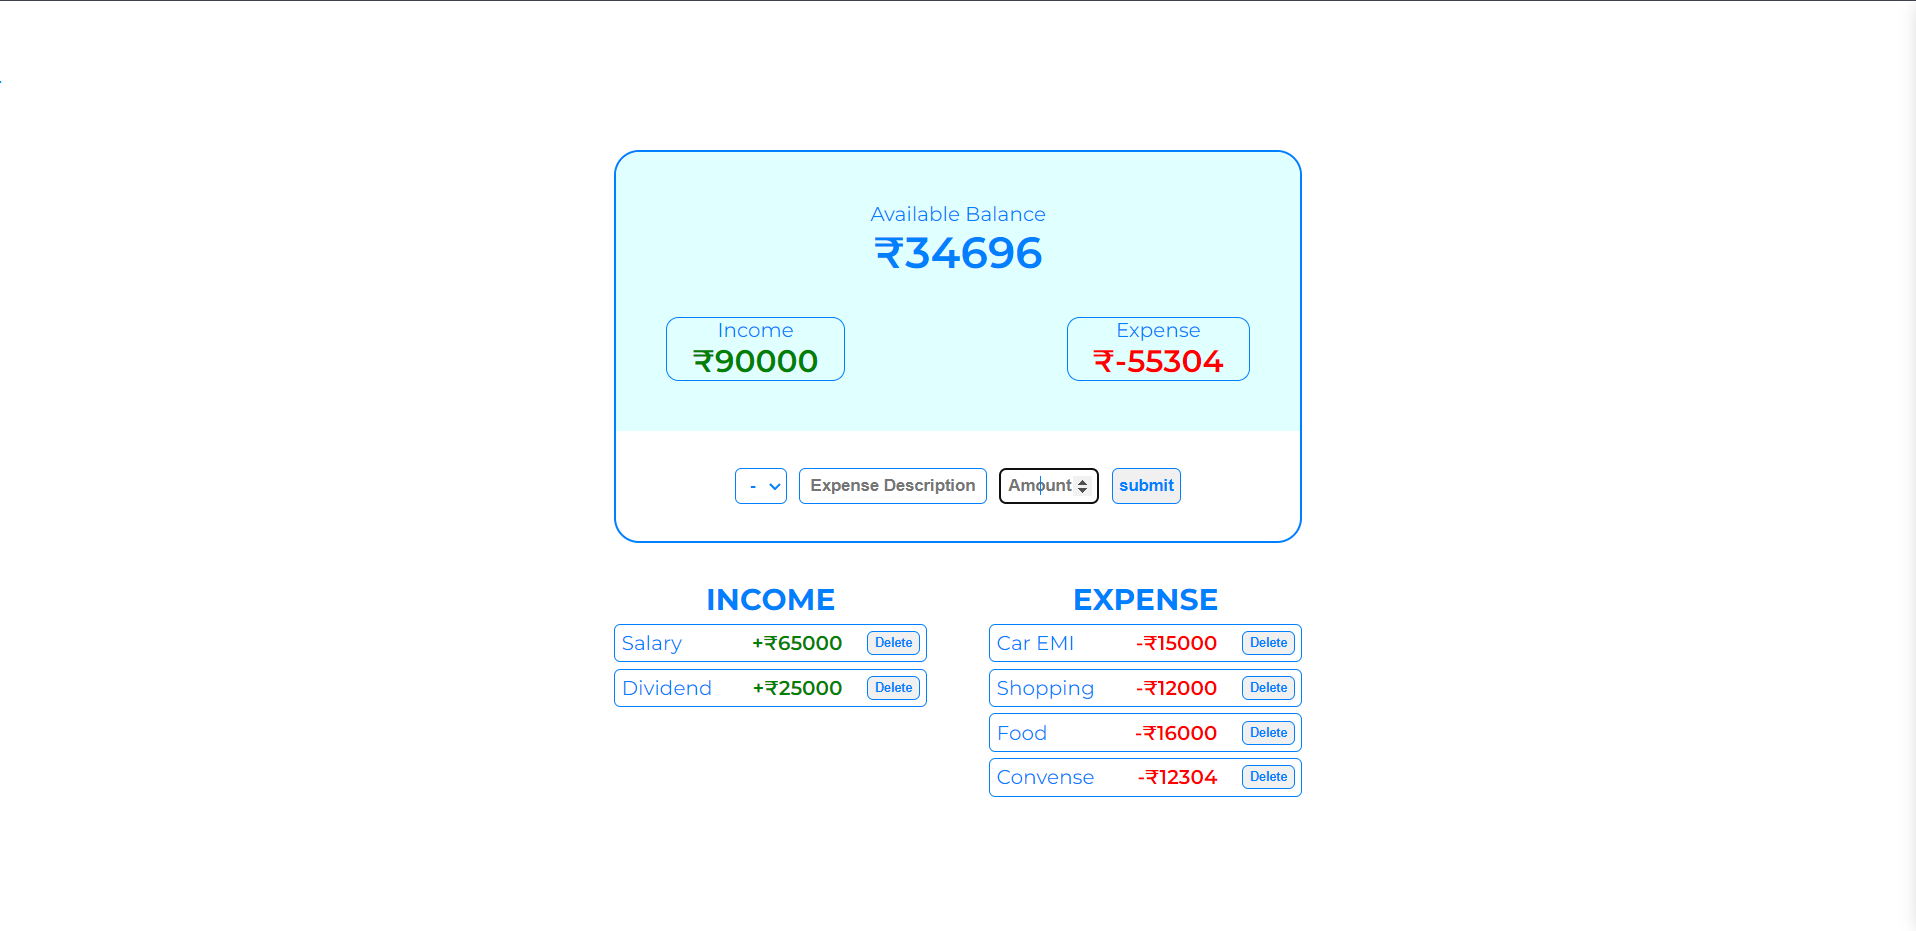 Available Balance
₹34696
Income
₹90000
Expense
₹-55304
- Expense Description Amount submit
INCOME
Salary +₹65000 Delete
Dividend +₹25000 Delete
EXPENSE
Car EMI -₹15000 Delete
Shopping -₹12000 Delete
Food -₹16000 Delete
Convense -₹12304 Delete